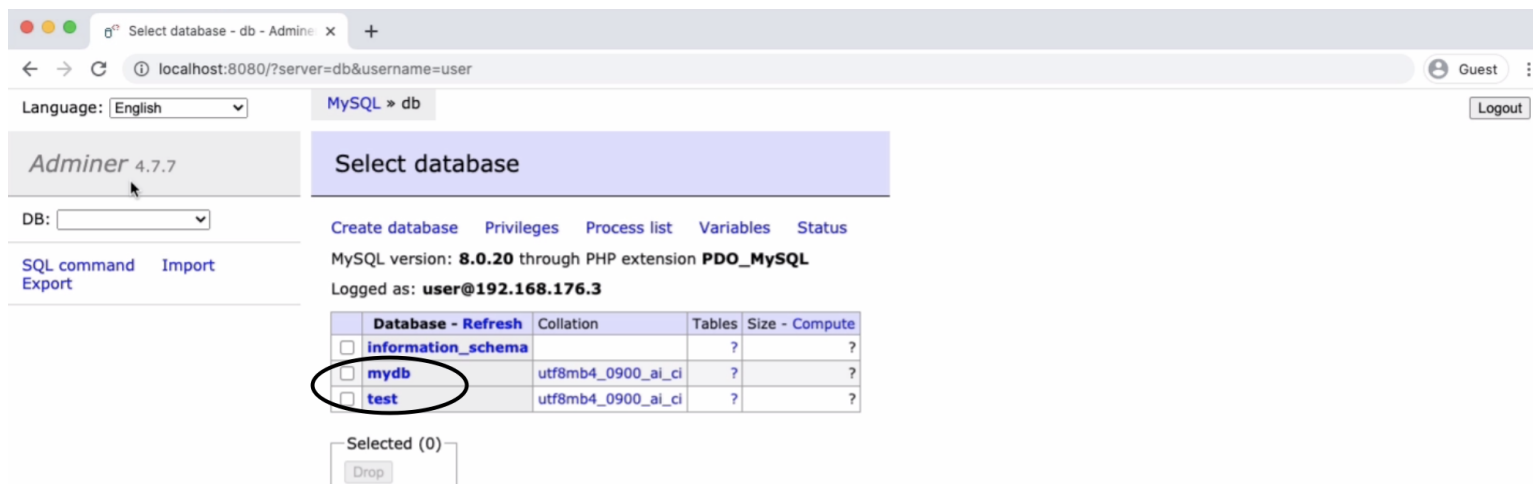 Select database - db - Admine
localhost:8080/?server=db&username=user
Guest
Language: English
MySQL » db
Logout
Adminer 4.7.7
Select database
DB:
Create database Privileges Process list Variables Status
SQL command Import
Export
MySQL version: 8.0.20 through PHP extension PDO_MySQL
Logged as: user@192.168.176.3
Database - Refresh Collation Tables Size - Compute
information_schema ? ?
mydb utf8mb4_0900_ai_ci ? ?
test utf8mb4_0900_ai_ci ? ?
Selected (0)
Drop